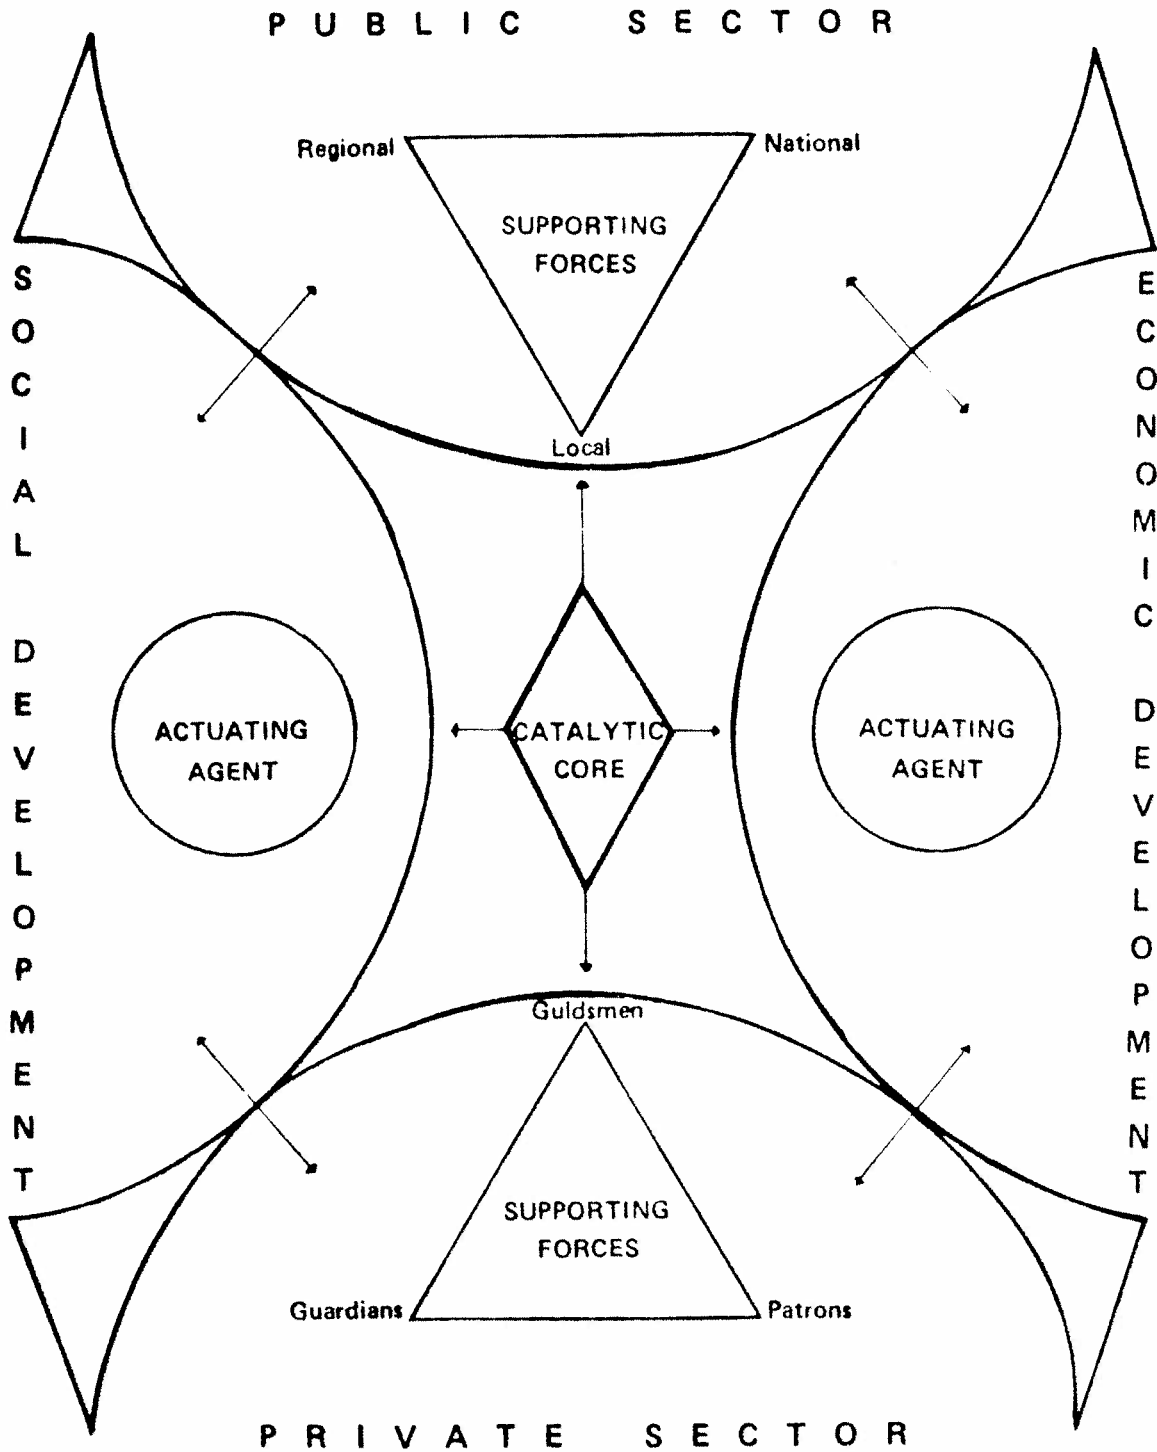 PUBLIC SECTOR
Regional
National
SUPPORTING
FORCES
Local
SOCIAL DEVELOPMENT
ECONOMIC DEVELOPMENT
ACTUATING
AGENT
CATALYTIC
CORE
ACTUATING
AGENT
Guildsmen
SUPPORTING
FORCES
Guardians
Patrons
PRIVATE SECTOR